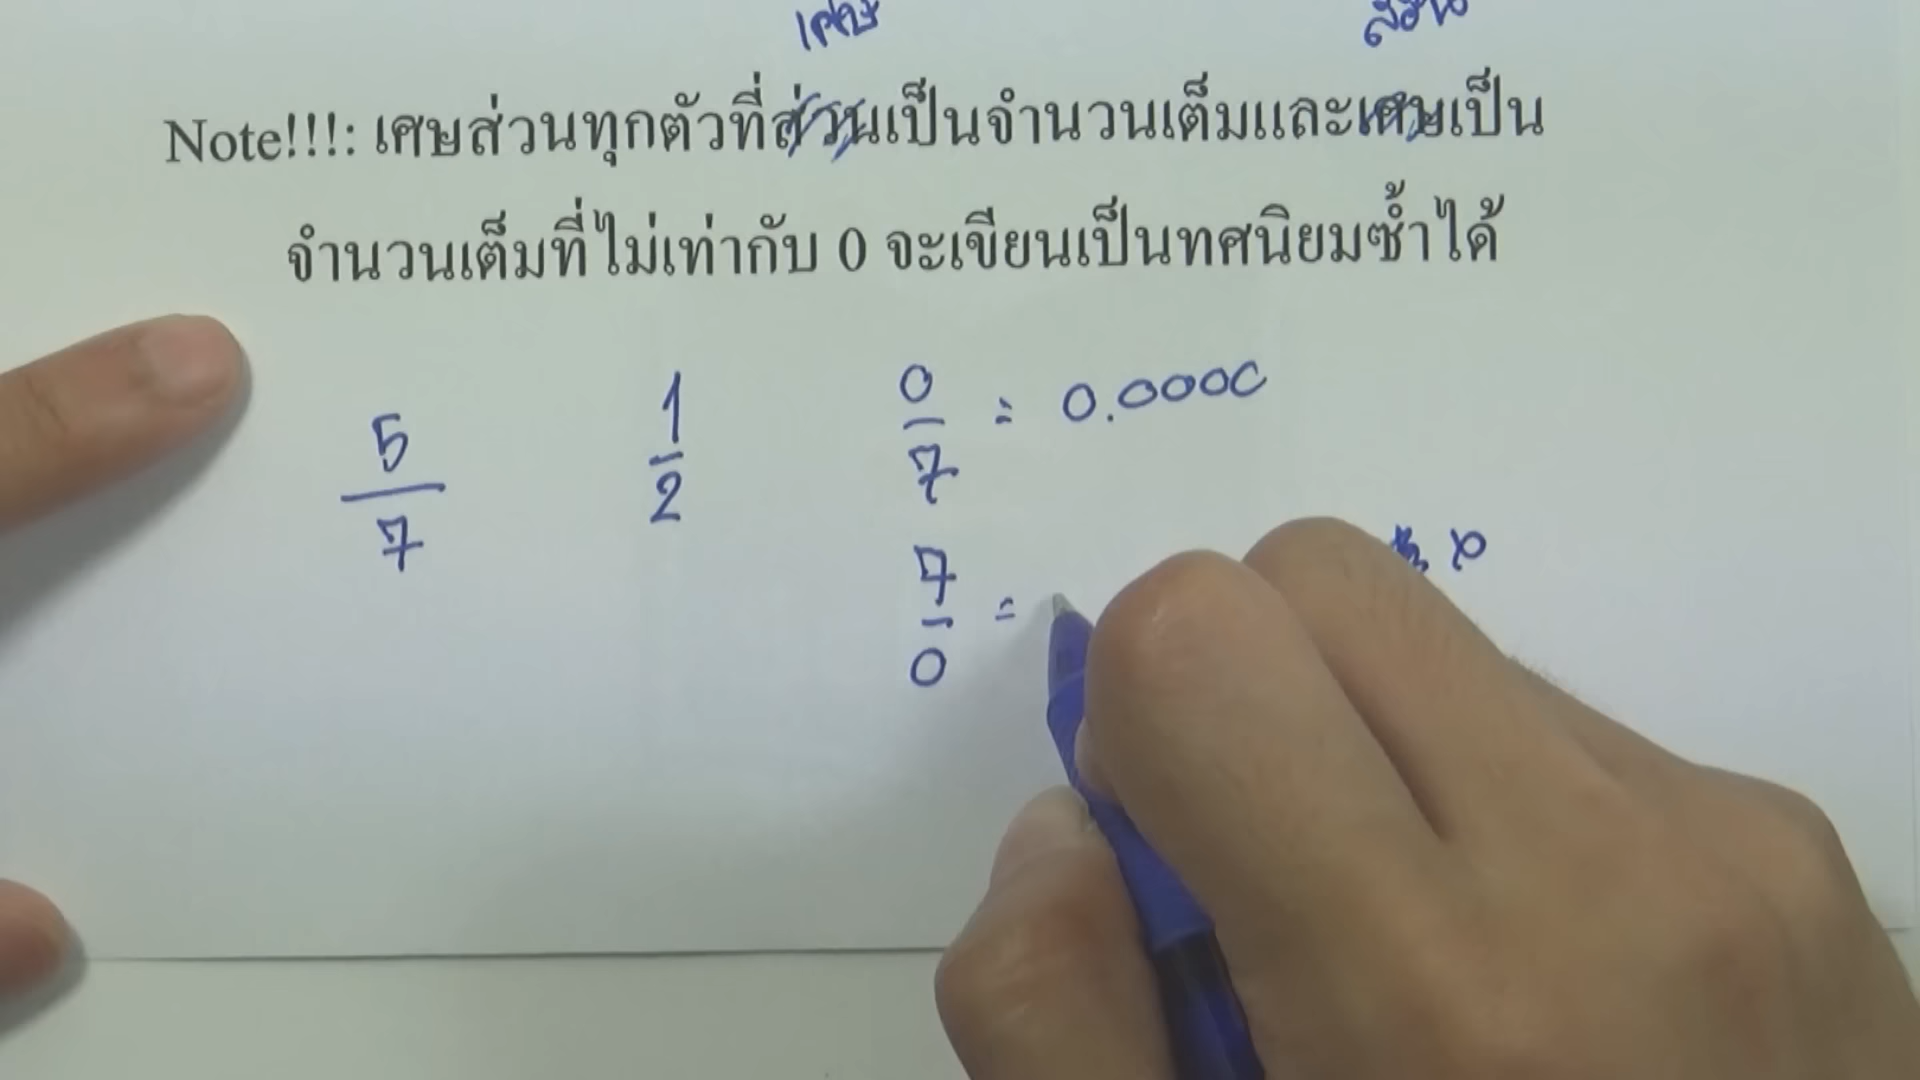 เศษ ส่วน
Note!!!: เศษส่วนทุกตัวที่ส่วนเป็นจำนวนเต็มและเศษเป็น
จำนวนเต็มที่ไม่เท่ากับ 0 จะเขียนเป็นทศนิยมซ้ำได้
5/7 1/2 0/7 = 0.0000
7/0 =